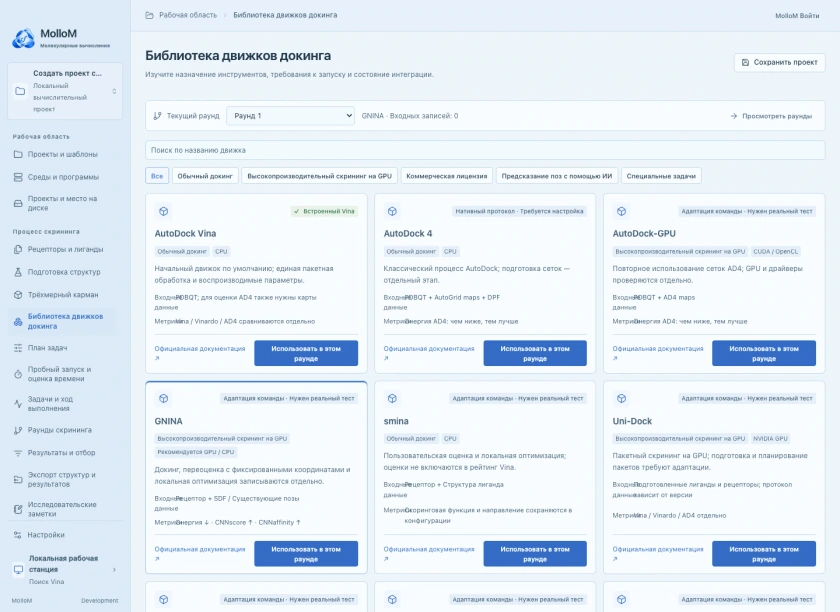 MolloM
Молекулярные вычисления
Создать проект с...
Локальный
вычислительный
проект
Рабочая область
Проекты и шаблоны
Среды и программы
Проекты и место на
диске
Процесс скрининга
Рецепторы и лиганды
Подготовка структур
Трёхмерный карман
Библиотека движков
докинга
План задач
Пробный запуск и
оценка времени
Задачи и ход
выполнения
Раунды скрининга
Результаты и отбор
Экспорт структур и
результатов
Исследовательские
заметки
Настройки
Локальная рабочая
станция
Поиск Vina
MolloM Development
Рабочая область › Библиотека движков докинга
MolloM Войти
Библиотека движков докинга
Изучите назначение инструментов, требования к запуску и состояние интеграции.
Сохранить проект
Текущий раунд Раунд 1 GNINA · Входных записей: 0
Просмотреть раунды
Поиск по названию движка
Все Обычный докинг Высокопроизводительный скрининг на GPU Коммерческая лицензия Предсказание поз с помощью ИИ Специальные задачи
✓ Встроенный Vina
AutoDock Vina
Обычный докинг CPU
Начальный движок по умолчанию; единая пакетная
обработка и воспроизводимые параметры.
PDBQT; для оценки AD4 также нужны карты
данные
Vina / Vinardo / AD4 сравниваются отдельно
Официальная документация
↗
Использовать в этом
раунде
Нативный протокол · Требуется настройка
AutoDock 4
Обычный докинг CPU
Классический процесс AutoDock; подготовка сеток —
отдельный этап.
PDBQT + AutoGrid maps + DPF
данные
Энергия AD4: чем ниже, тем лучше
Официальная документация
↗
Использовать в этом
раунде
Адаптация команды · Нужен реальный тест
AutoDock-GPU
Высокопроизводительный скрининг на GPU CUDA / OpenCL
Повторное использование сеток AD4; GPU и драйверы
проверяются отдельно.
PDBQT + AD4 maps
данные
Энергия AD4: чем ниже, тем лучше
Официальная документация
↗
Использовать в этом
раунде
Адаптация команды · Нужен реальный тест
GNINA
Высокопроизводительный скрининг на GPU
Рекомендуется GPU / CPU
Докинг, переоценка с фиксированными координатами и
локальная оптимизация записываются отдельно.
Рецептор + SDF / Существующие позы
данные
Энергия ↓ · CNNscore ↑ · CNNaffinity ↑
Официальная документация
↗
Использовать в этом
раунде
Адаптация команды · Нужен реальный тест
smina
Обычный докинг CPU
Пользовательская оценка и локальная оптимизация;
оценки не включаются в рейтинг Vina.
Рецептор + Структура лиганда
данные
Скоринговая функция и направление сохраняются в
конфигурации
Официальная документация
↗
Использовать в этом
раунде
Адаптация команды · Нужен реальный тест
Uni-Dock
Высокопроизводительный скрининг на GPU NVIDIA GPU
Пакетный скрининг на GPU; подготовка и планирование
пакетов требуют адаптации.
Подготовленные лиганды и рецепторы; протокол
данные зависит от версии
Vina / Vinardo / AD4 отдельно
Официальная документация
↗
Использовать в этом
раунде
Адаптация команды · Нужен реальный тест
Адаптация команды · Нужен реальный тест
Адаптация команды · Нужен реальный тест